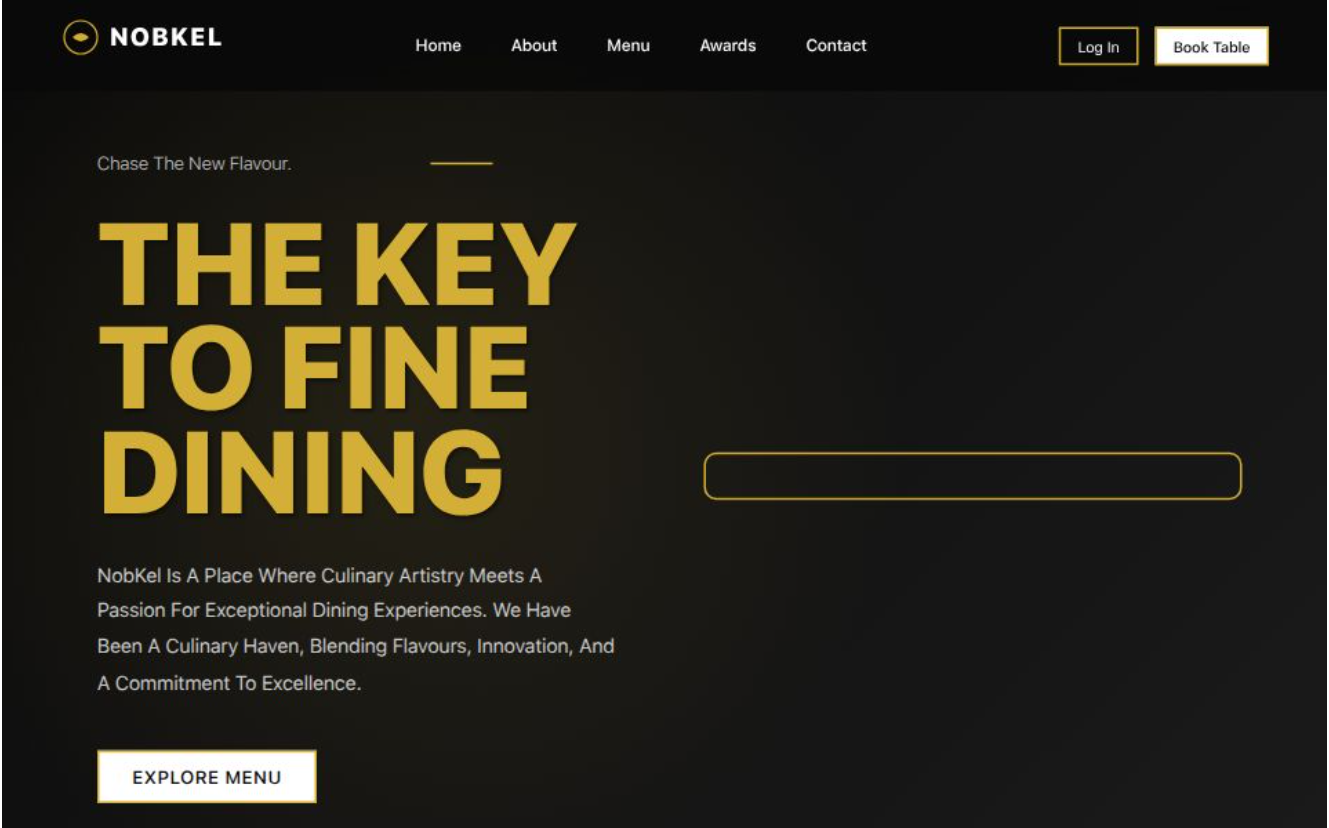 NOBKEL
Home
About
Menu
Awards
Contact
Log In
Book Table
Chase The New Flavour.
THE KEY
TO FINE
DINING
NobKel Is A Place Where Culinary Artistry Meets A
Passion For Exceptional Dining Experiences. We Have
Been A Culinary Haven, Blending Flavours, Innovation, And
A Commitment To Excellence.
EXPLORE MENU